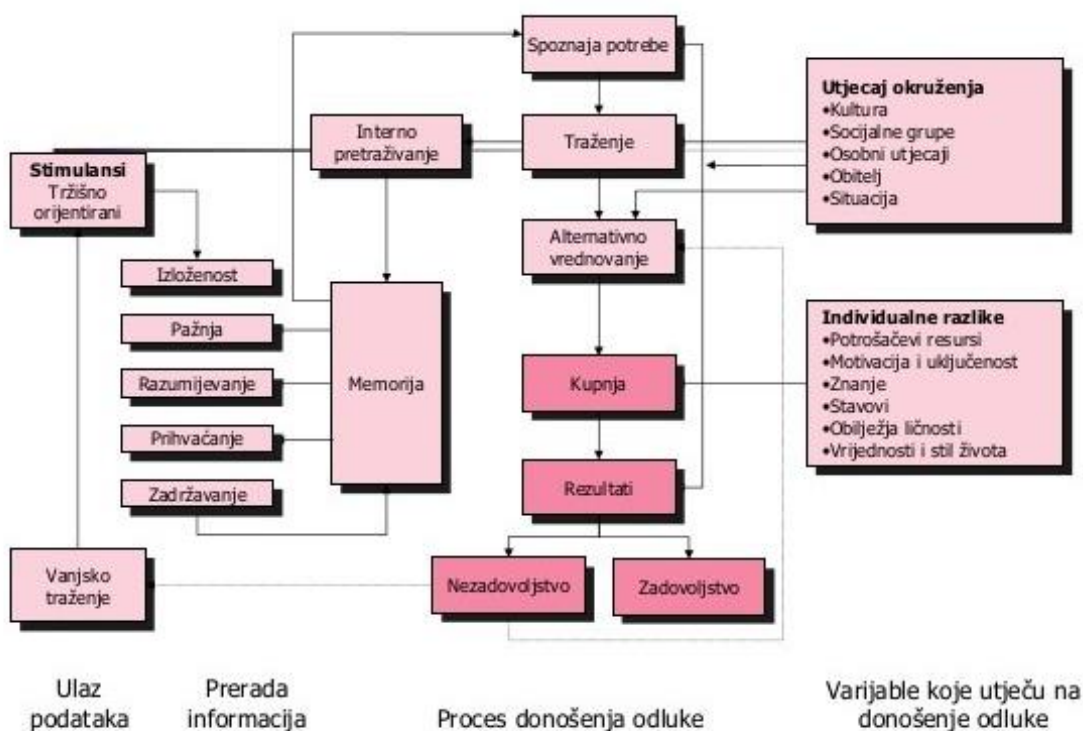 Spoznaja potrebe
Utjecaj okruženja
•Kultura
•Socijalne grupe
•Osobni utjecaji
•Obitelj
•Situacija
Interno
pretraživanje
Traženje
Stimulansi
Tržišno
orijentirani
Alternativno
vrednovanje
Izloženost
Pažnja
Razumijevanje
Prihvaćanje
Zadržavanje
Memorija
Individualne razlike
•Potrošačevi resursi
•Motivacija i uključenost
•Znanje
•Stavovi
•Obilježja ličnosti
•Vrijednosti i stil života
Kupnja
Rezultati
Vanjsko
traženje
Nezadovoljstvo
Zadovoljstvo
Ulaz
podataka
Prerada
informacija
Proces donošenja odluke
Varijable koje utječu na
donošenje odluke